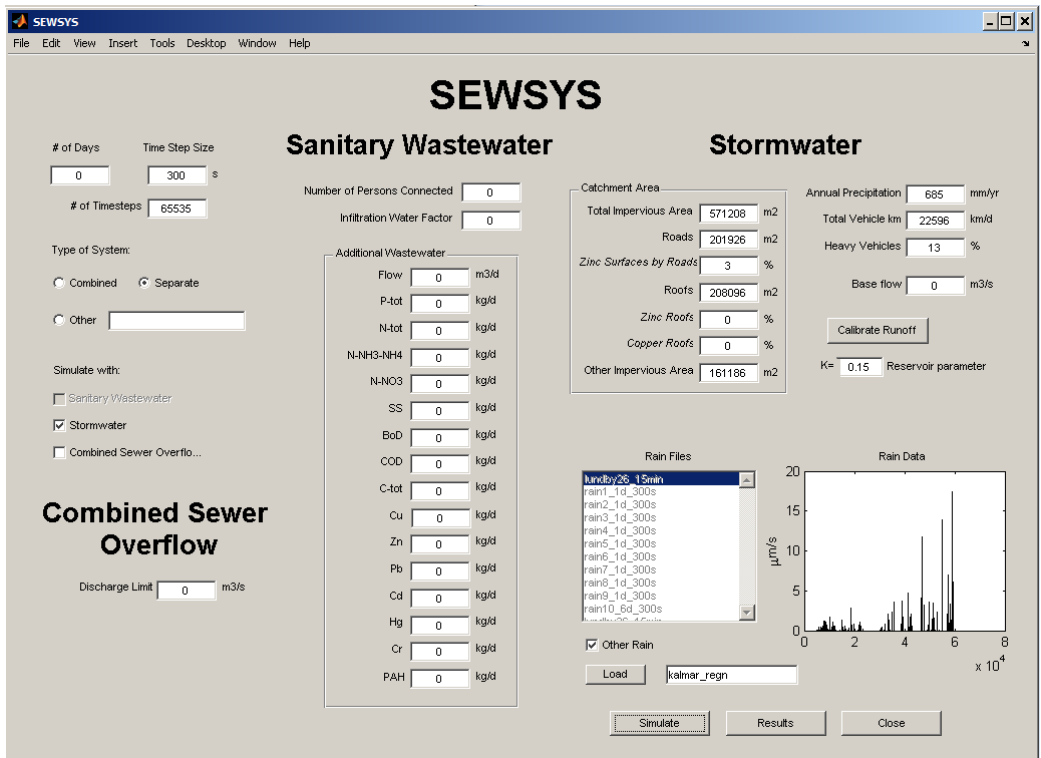 SEWSYS
File Edit View Insert Tools Desktop Window Help
SEWSYS
# of Days Time Step Size
0 300 s
# of Timesteps 65535
Type of System:
Combined Separate
Other
Simulate with:
Sanitary Wastewater
Stormwater
Combined Sewer Overflo...
Combined Sewer
Overflow
Discharge Limit 0 m3/s
Sanitary Wastewater
Number of Persons Connected 0
Infiltration Water Factor 0
Additional Wastewater
Flow 0 m3/d
P-tot 0 kg/d
N-tot 0 kg/d
N-NH3-NH4 0 kg/d
N-NO3 0 kg/d
SS 0 kg/d
BoD 0 kg/d
COD 0 kg/d
C-tot 0 kg/d
Cu 0 kg/d
Zn 0 kg/d
Pb 0 kg/d
Cd 0 kg/d
Hg 0 kg/d
Cr 0 kg/d
PAH 0 kg/d
Stormwater
Catchment Area
Total Impervious Area 571208 m2
Roads 201926 m2
Zinc Surfaces by Roads 3 %
Roofs 208096 m2
Zinc Roofs 0 %
Copper Roofs 0 %
Other Impervious Area 161186 m2
Annual Precipitation 685 mm/yr
Total Vehicle km 22596 km/d
Heavy Vehicles 13 %
Base flow 0 m3/s
Calibrate Runoff
K= 0.15 Reservoir parameter
Rain Files
lundby26_15min
rain1_1d_300s
rain2_1d_300s
rain3_1d_300s
rain4_1d_300s
rain5_1d_300s
rain6_1d_300s
rain7_1d_300s
rain8_1d_300s
rain9_1d_300s
rain10_6d_300s
Other Rain
Load kalmar_regn
Rain Data
20
15
10
5
0
µm/s
0 2 4 6 8
x 10^4
Simulate Results Close